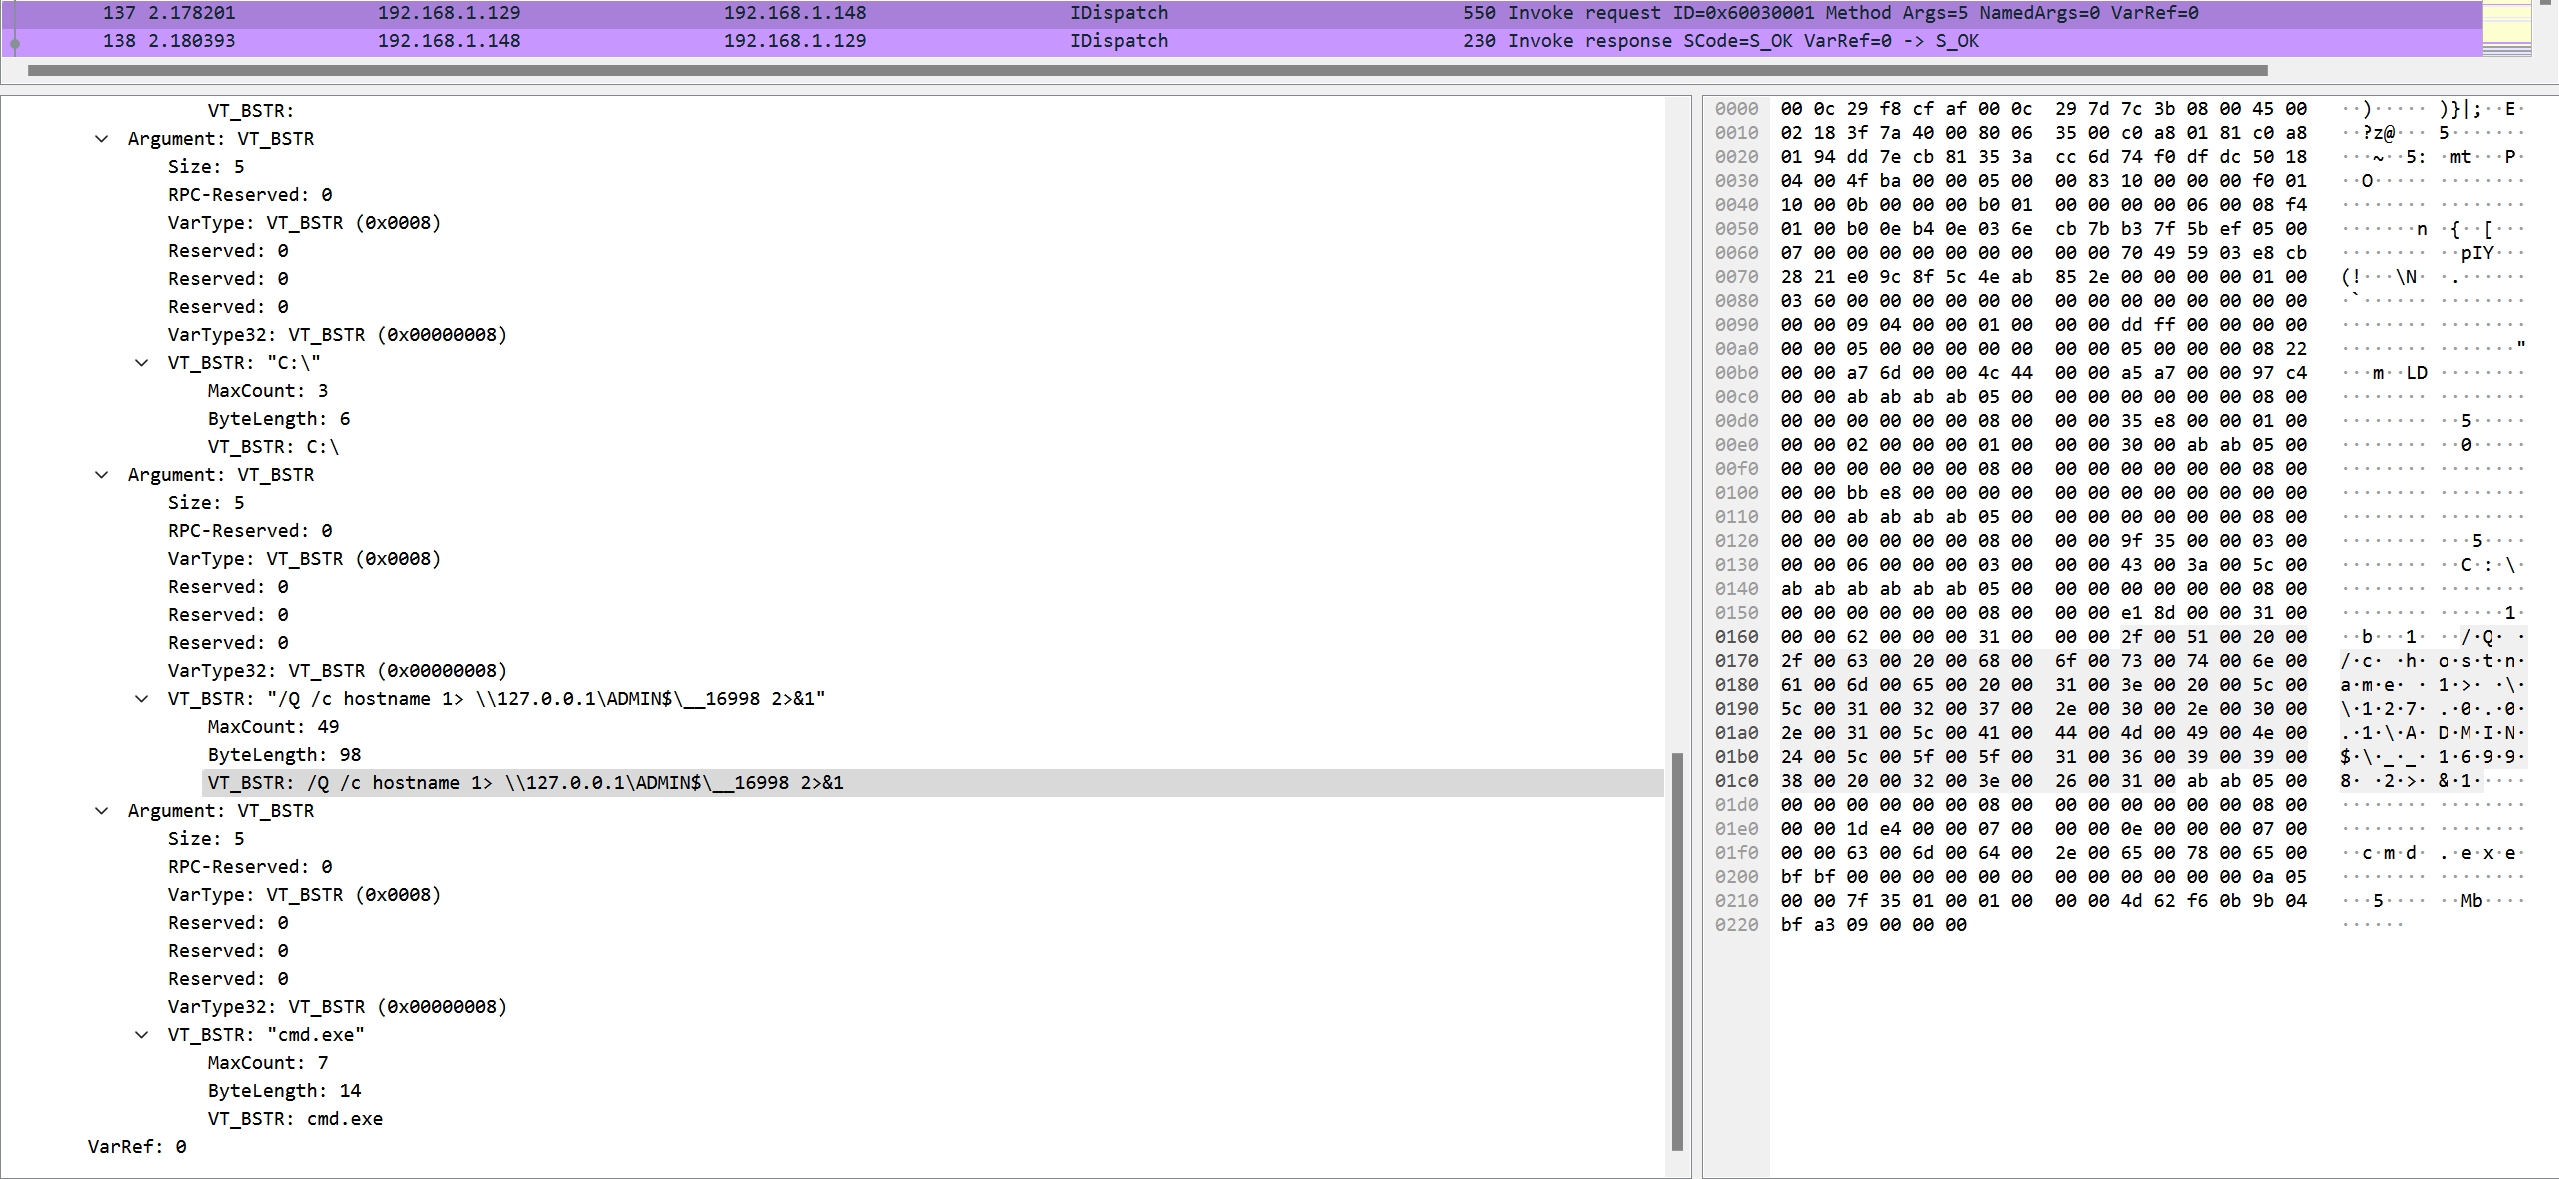 137 2.178201 192.168.1.129 192.168.1.148 IDispatch 550 Invoke request ID=0x60030001 Method Args=5 NamedArgs=0 VarRef=0
138 2.180393 192.168.1.148 192.168.1.129 IDispatch 230 Invoke response SCode=S_OK VarRef=0 -> S_OK
VT_BSTR:
Argument: VT_BSTR
Size: 5
RPC-Reserved: 0
VarType: VT_BSTR (0x0008)
Reserved: 0
Reserved: 0
Reserved: 0
VarType32: VT_BSTR (0x00000008)
VT_BSTR: "C:\"
MaxCount: 3
ByteLength: 6
VT_BSTR: C:\
Argument: VT_BSTR
Size: 5
RPC-Reserved: 0
VarType: VT_BSTR (0x0008)
Reserved: 0
Reserved: 0
Reserved: 0
VarType32: VT_BSTR (0x00000008)
VT_BSTR: "/Q /c hostname 1> \\127.0.0.1\ADMIN$\__16998 2>&1"
MaxCount: 49
ByteLength: 98
VT_BSTR: /Q /c hostname 1> \\127.0.0.1\ADMIN$\__16998 2>&1
Argument: VT_BSTR
Size: 5
RPC-Reserved: 0
VarType: VT_BSTR (0x0008)
Reserved: 0
Reserved: 0
Reserved: 0
VarType32: VT_BSTR (0x00000008)
VT_BSTR: "cmd.exe"
MaxCount: 7
ByteLength: 14
VT_BSTR: cmd.exe
VarRef: 0
0000 00 0c 29 f8 cf af 00 0c 29 7d 7c 3b 08 00 45 00 ··)····· )}|;··E·
0010 02 18 3f 7a 40 00 80 06 35 00 c0 a8 01 81 c0 a8 ··?z@··· 5·······
0020 01 94 dd 7e cb 81 35 3a cc 6d 74 f0 df dc 50 18 ···~··5: ·mt···P·
0030 04 00 4f ba 00 00 05 00 00 83 10 00 00 00 f0 01 ··O····· ········
0040 10 00 0b 00 00 00 b0 01 00 00 00 00 06 00 08 f4 ········ ········
0050 01 00 b0 0e b4 0e 03 6e cb 7b b3 7f 5b ef 05 00 ·······n ·{··[···
0060 07 00 00 00 00 00 00 00 00 00 70 49 59 03 e8 cb ········ ··pIY···
0070 28 21 e0 9c 8f 5c 4e ab 85 2e 00 00 00 00 01 00 (!···\N· ·.······
0080 03 60 00 00 00 00 00 00 00 00 00 00 00 00 00 00 ·`······ ········
0090 00 00 09 04 00 00 01 00 00 00 dd ff 00 00 00 00 ········ ········
00a0 00 00 05 00 00 00 00 00 00 00 05 00 00 00 08 22 ········ ·······"
00b0 00 00 a7 6d 00 00 4c 44 00 00 a5 a7 00 00 97 c4 ···m··LD ········
00c0 00 00 ab ab ab ab 05 00 00 00 00 00 00 00 08 00 ········ ········
00d0 00 00 00 00 00 00 08 00 00 00 35 e8 00 00 01 00 ········ ··5·····
00e0 00 00 02 00 00 00 01 00 00 00 30 00 ab ab 05 00 ········ ··0·····
00f0 00 00 00 00 00 00 08 00 00 00 00 00 00 00 08 00 ········ ········
0100 00 00 bb e8 00 00 00 00 00 00 00 00 00 00 00 00 ········ ········
0110 00 00 ab ab ab ab 05 00 00 00 00 00 00 00 08 00 ········ ········
0120 00 00 00 00 00 00 08 00 00 00 9f 35 00 00 03 00 ········ ···5····
0130 00 00 06 00 00 00 03 00 00 00 43 00 3a 00 5c 00 ········ ··C·:·\·
0140 ab ab ab ab ab ab 05 00 00 00 00 00 00 00 08 00 ········ ········
0150 00 00 00 00 00 00 08 00 00 00 e1 8d 00 00 31 00 ········ ······1·
0160 00 00 62 00 00 00 31 00 00 00 2f 00 51 00 20 00 ··b···1· ··/·Q· ·
0170 2f 00 63 00 20 00 68 00 6f 00 73 00 74 00 6e 00 /·c· ·h· o·s·t·n·
0180 61 00 6d 00 65 00 20 00 31 00 3e 00 20 00 5c 00 a·m·e· · 1·>· ·\·
0190 5c 00 31 00 32 00 37 00 2e 00 30 00 2e 00 30 00 \·1·2·7· .·0·.·0·
01a0 2e 00 31 00 5c 00 41 00 44 00 4d 00 49 00 4e 00 .·1·\·A· D·M·I·N·
01b0 24 00 5c 00 5f 00 5f 00 31 00 36 00 39 00 39 00 $·\·_·_· 1·6·9·9·
01c0 38 00 20 00 32 00 3e 00 26 00 31 00 ab ab 05 00 8· ·2·>· &·1·····
01d0 00 00 00 00 00 00 08 00 00 00 00 00 00 00 08 00 ········ ········
01e0 00 00 1d e4 00 00 07 00 00 00 0e 00 00 00 07 00 ········ ········
01f0 00 00 63 00 6d 00 64 00 2e 00 65 00 78 00 65 00 ··c·m·d· .·e·x·e·
0200 bf bf 00 00 00 00 00 00 00 00 00 00 00 00 0a 05 ········ ········
0210 00 00 7f 35 01 00 01 00 00 00 4d 62 f6 0b 9b 04 ···5···· ··Mb····
0220 bf a3 09 00 00 00 ······